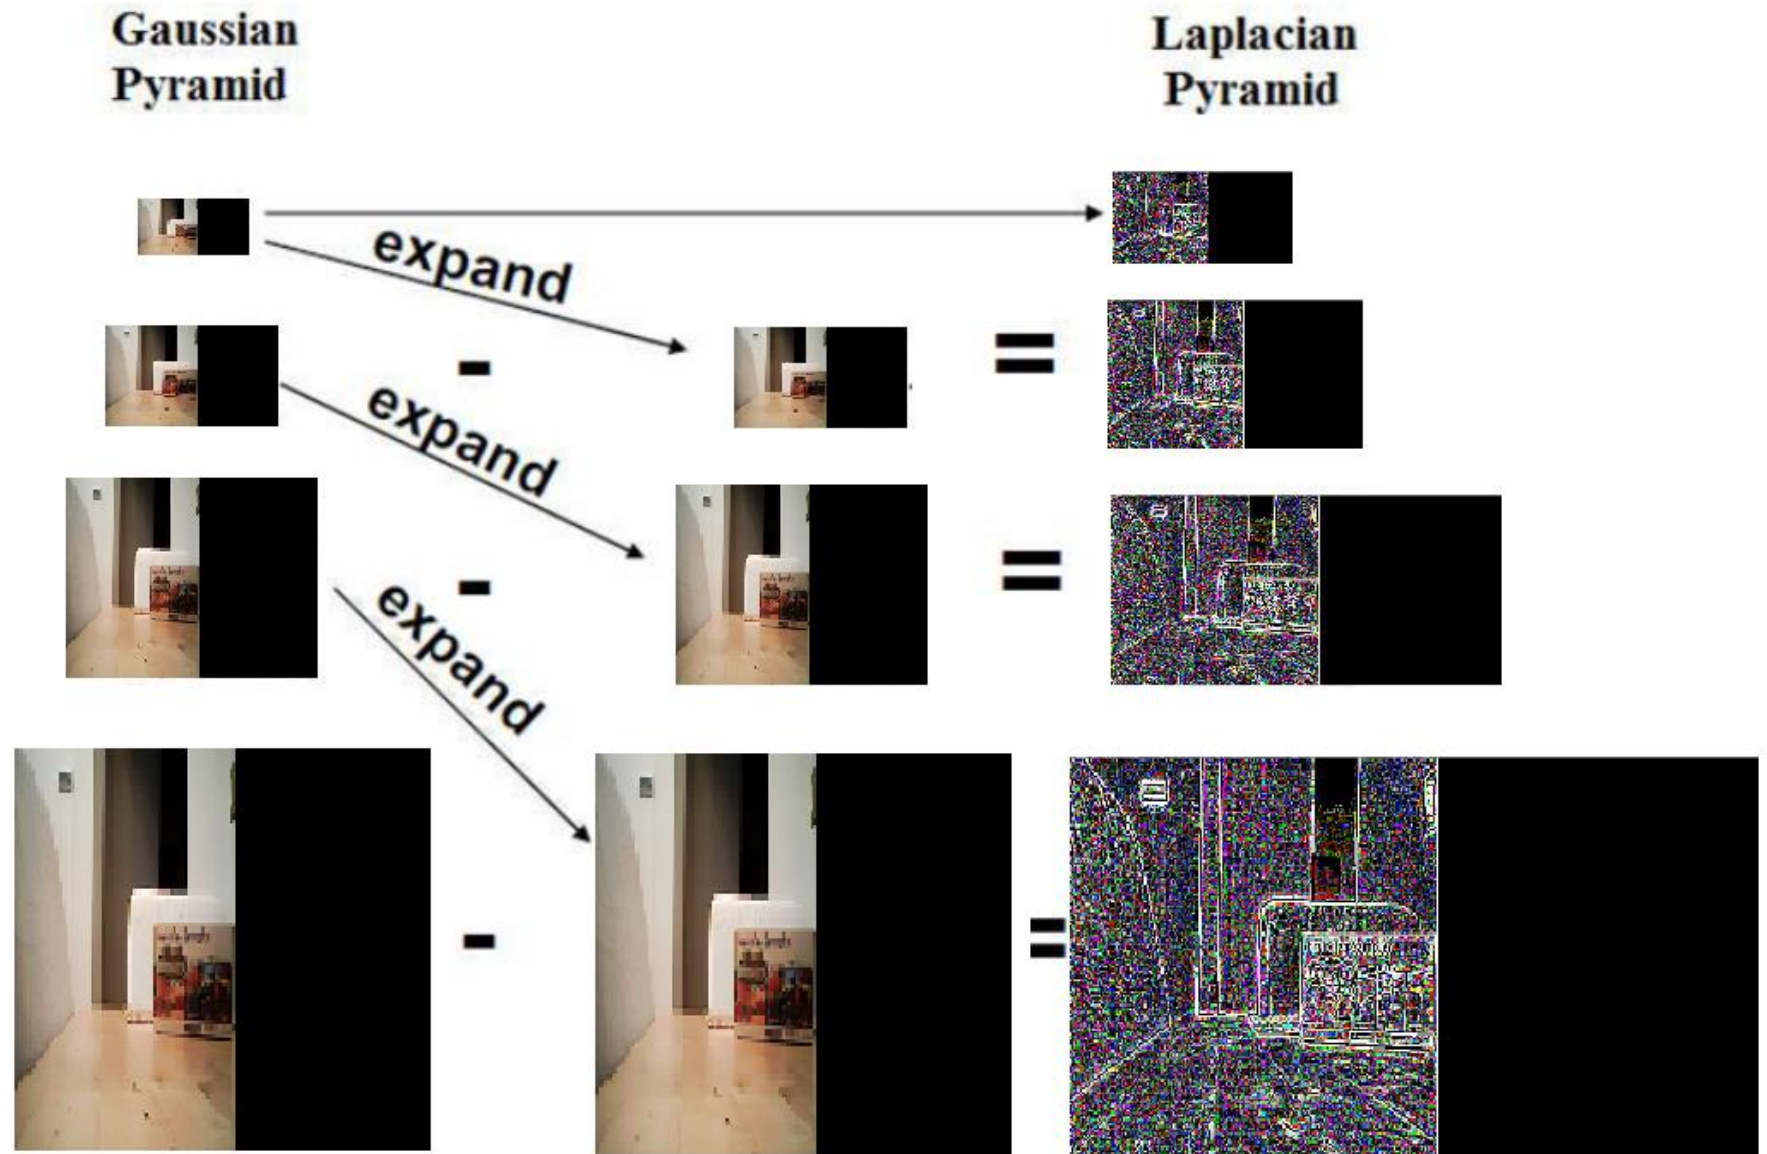 Gaussian
Pyramid
Laplacian
Pyramid
expand
-
=
expand
-
=
expand
-
=